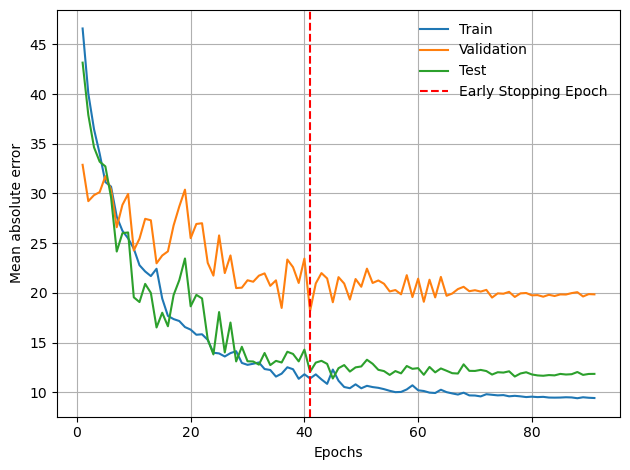 Train
Validation
Test
Early Stopping Epoch
Mean absolute error
45
40
35
30
25
20
15
10
0
20
40
60
80
Epochs